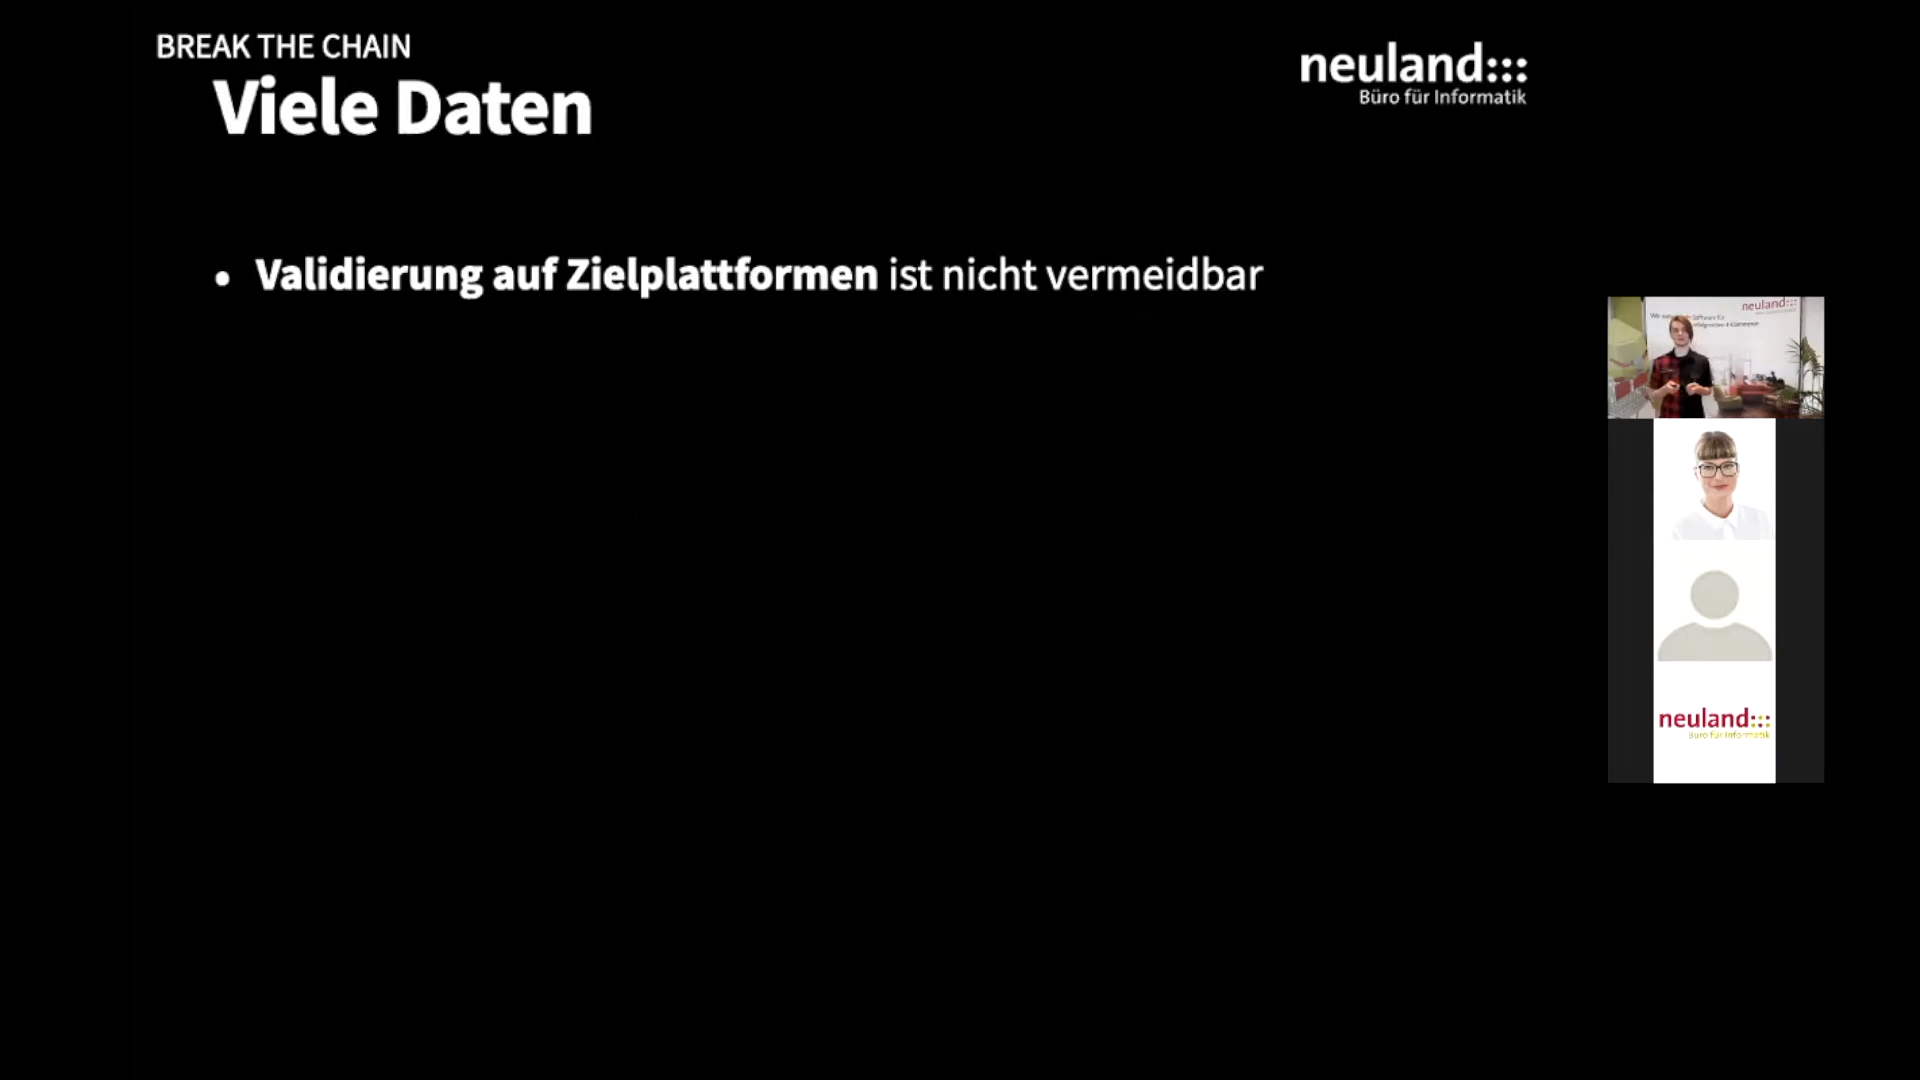 BREAK THE CHAIN
Viele Daten
neuland:::
Büro für Informatik
• Validierung auf Zielplattformen ist nicht vermeidbar
neuland:::
neuland:::
Büro für Informatik